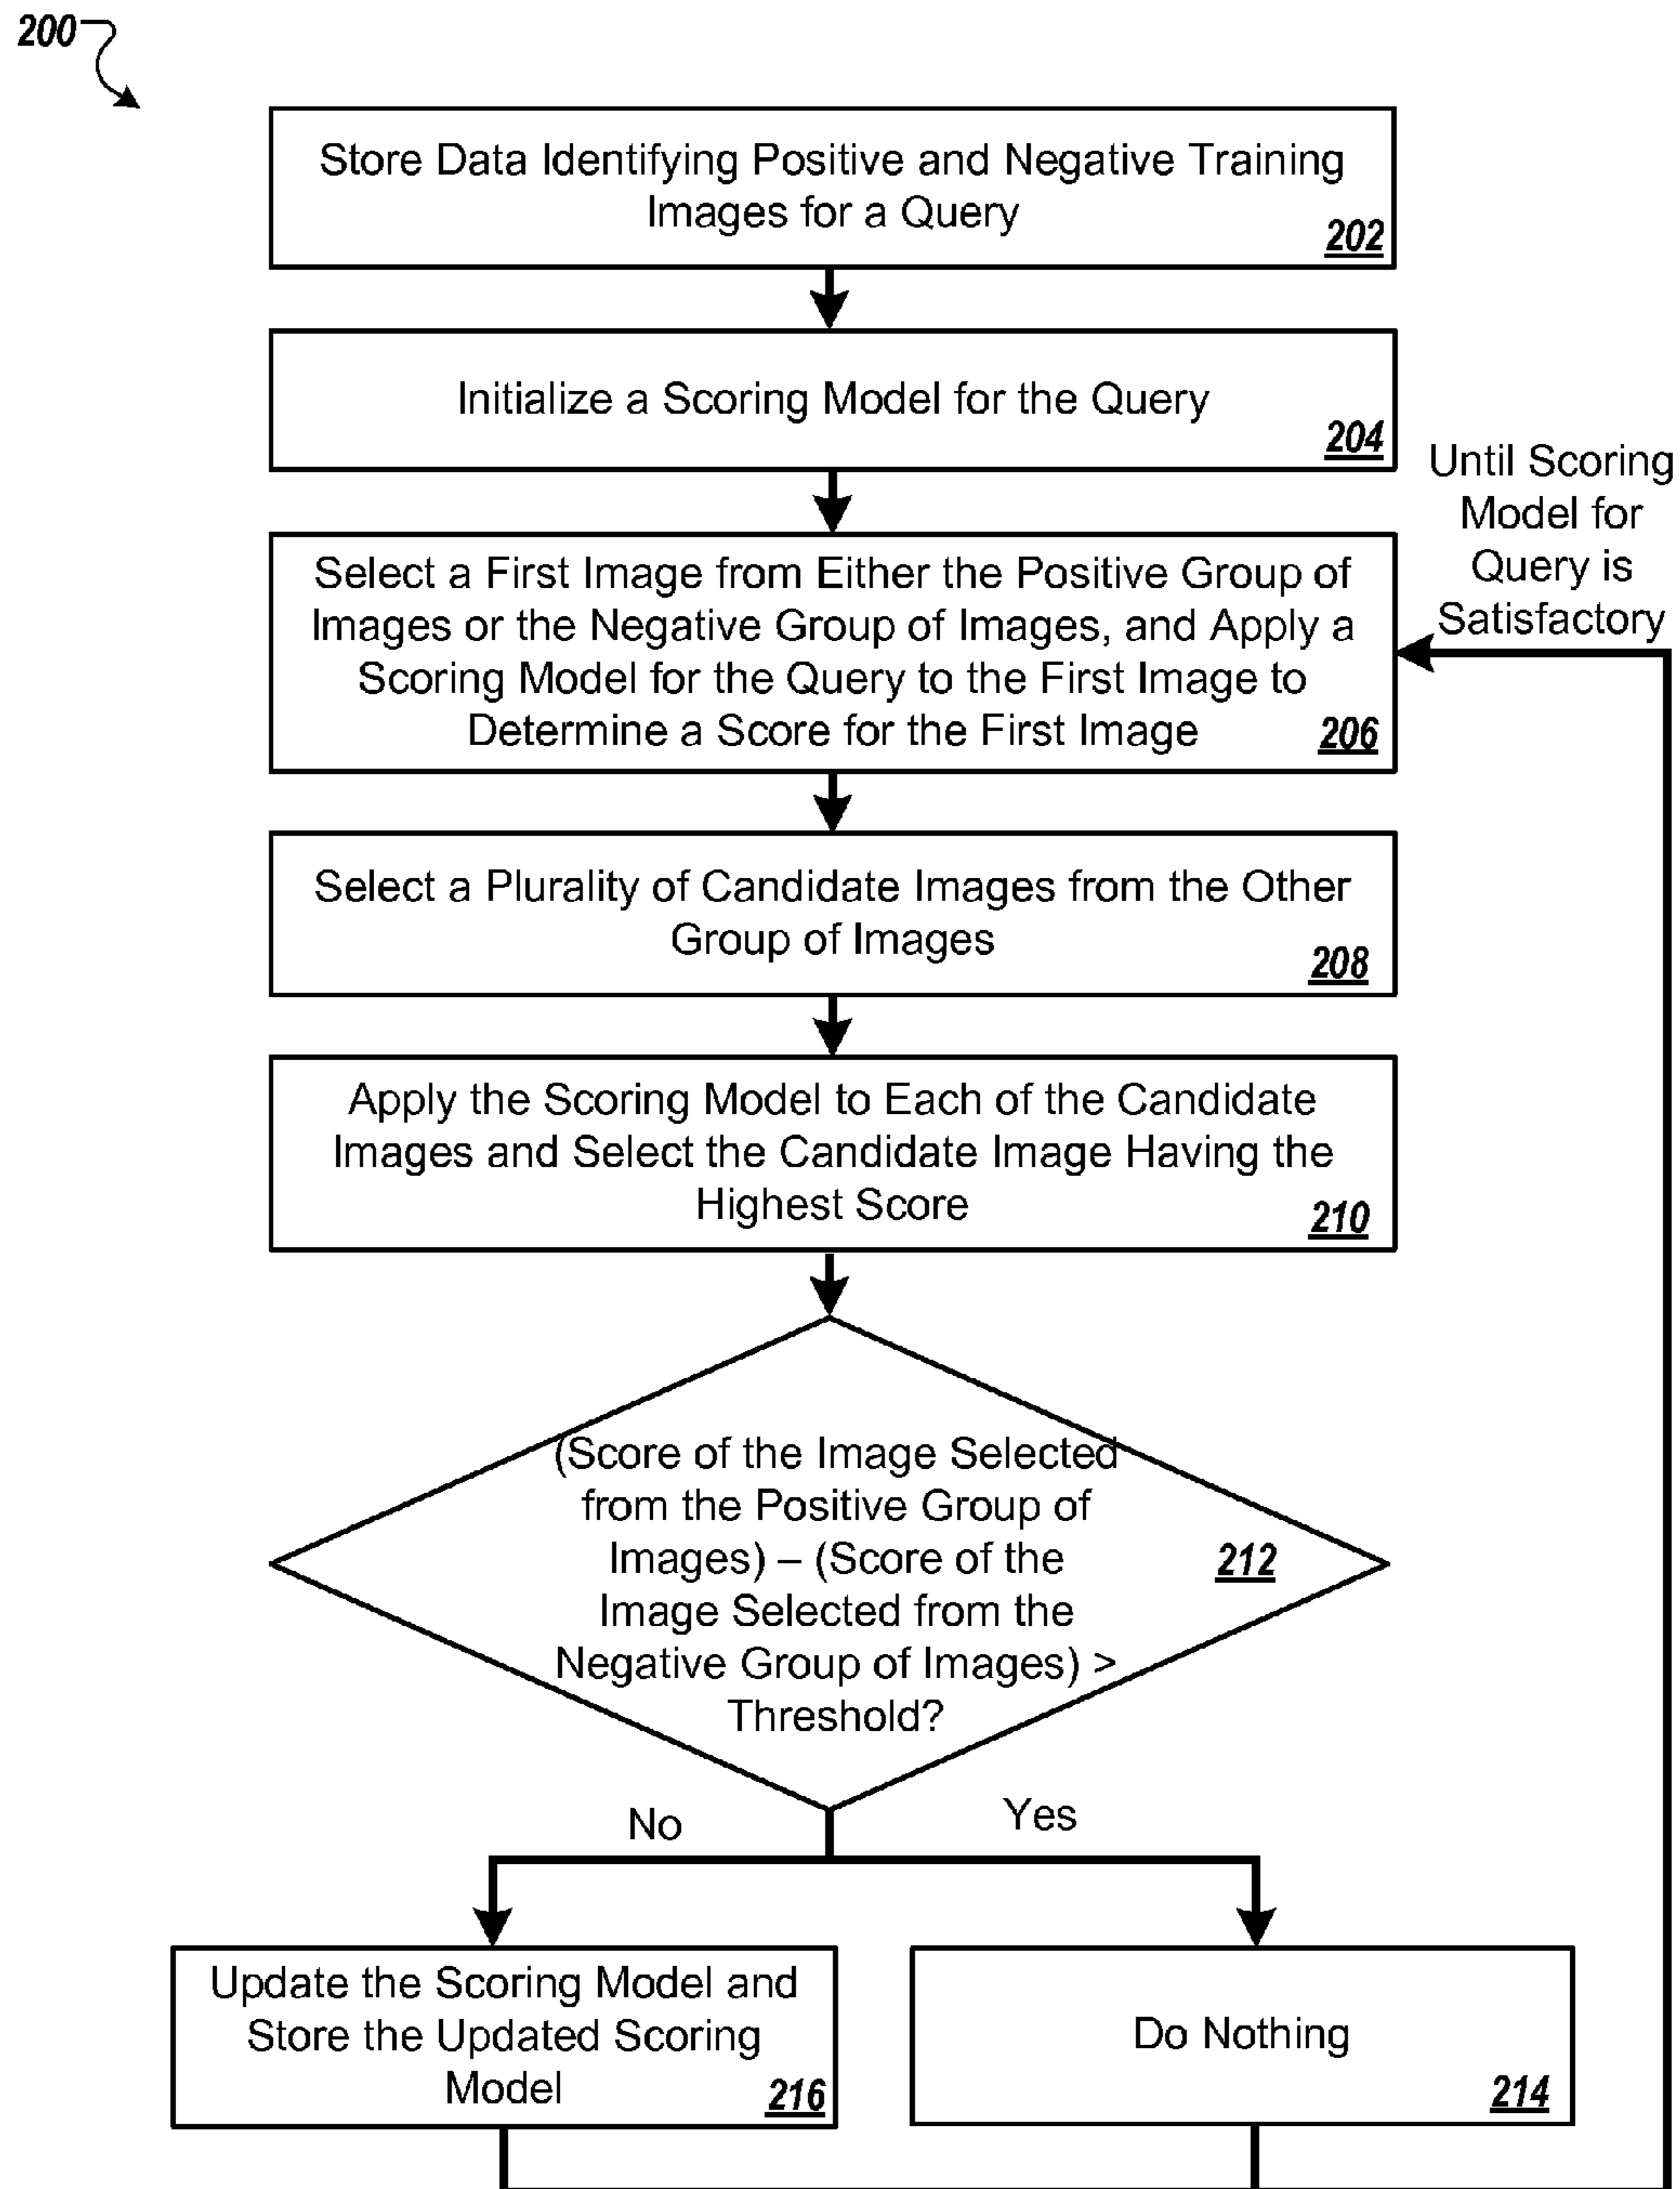 200
Store Data Identifying Positive and Negative Training
Images for a Query
202
Initialize a Scoring Model for the Query
204
Until Scoring
Model for
Query is
Satisfactory
Select a First Image from Either the Positive Group of
Images or the Negative Group of Images, and Apply a
Scoring Model for the Query to the First Image to
Determine a Score for the First Image
206
Select a Plurality of Candidate Images from the Other
Group of Images
208
Apply the Scoring Model to Each of the Candidate
Images and Select the Candidate Image Having the
Highest Score
210
(Score of the Image Selected
from the Positive Group of
Images) – (Score of the
Image Selected from the
Negative Group of Images) >
Threshold?
212
No
Yes
Update the Scoring Model and
Store the Updated Scoring
Model
216
Do Nothing
214